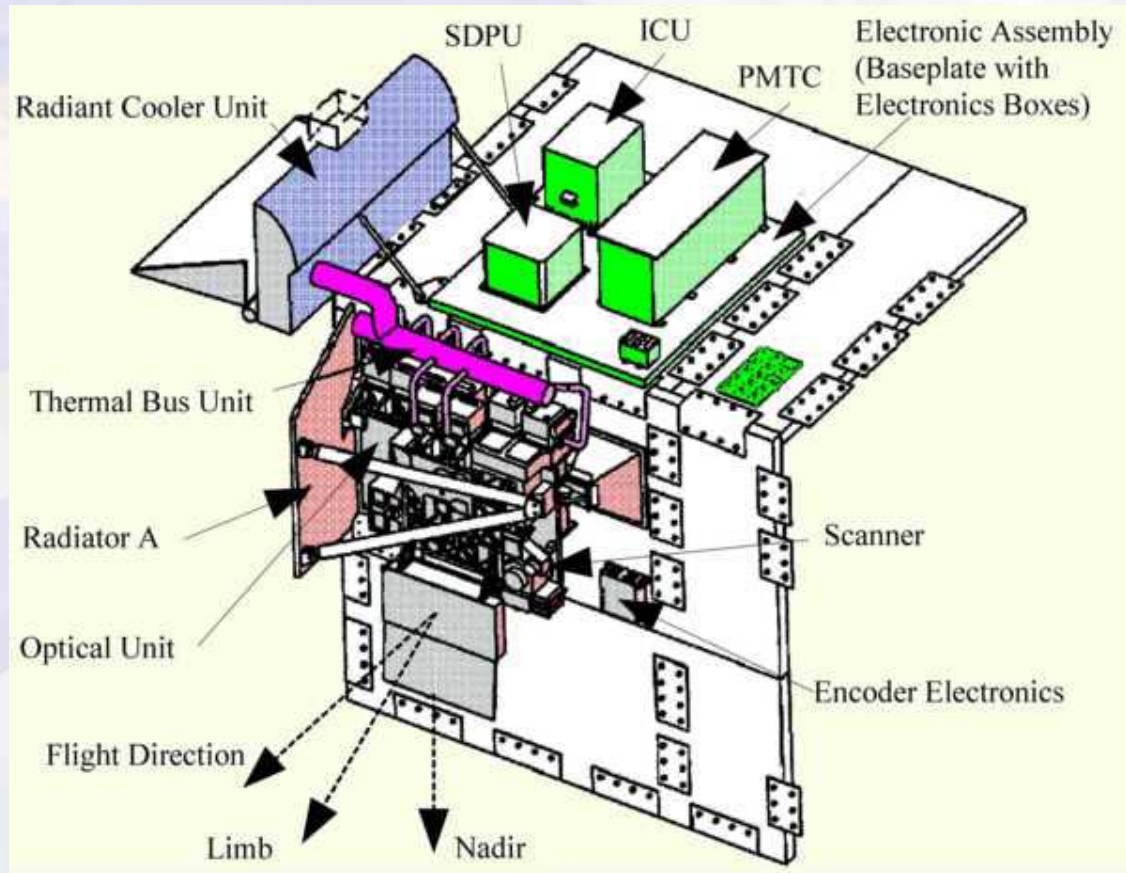 SDPU
ICU
PMTC
Electronic Assembly
(Baseplate with
Electronics Boxes)
Radiant Cooler Unit
Thermal Bus Unit
Radiator A
Optical Unit
Scanner
Encoder Electronics
Flight Direction
Limb
Nadir